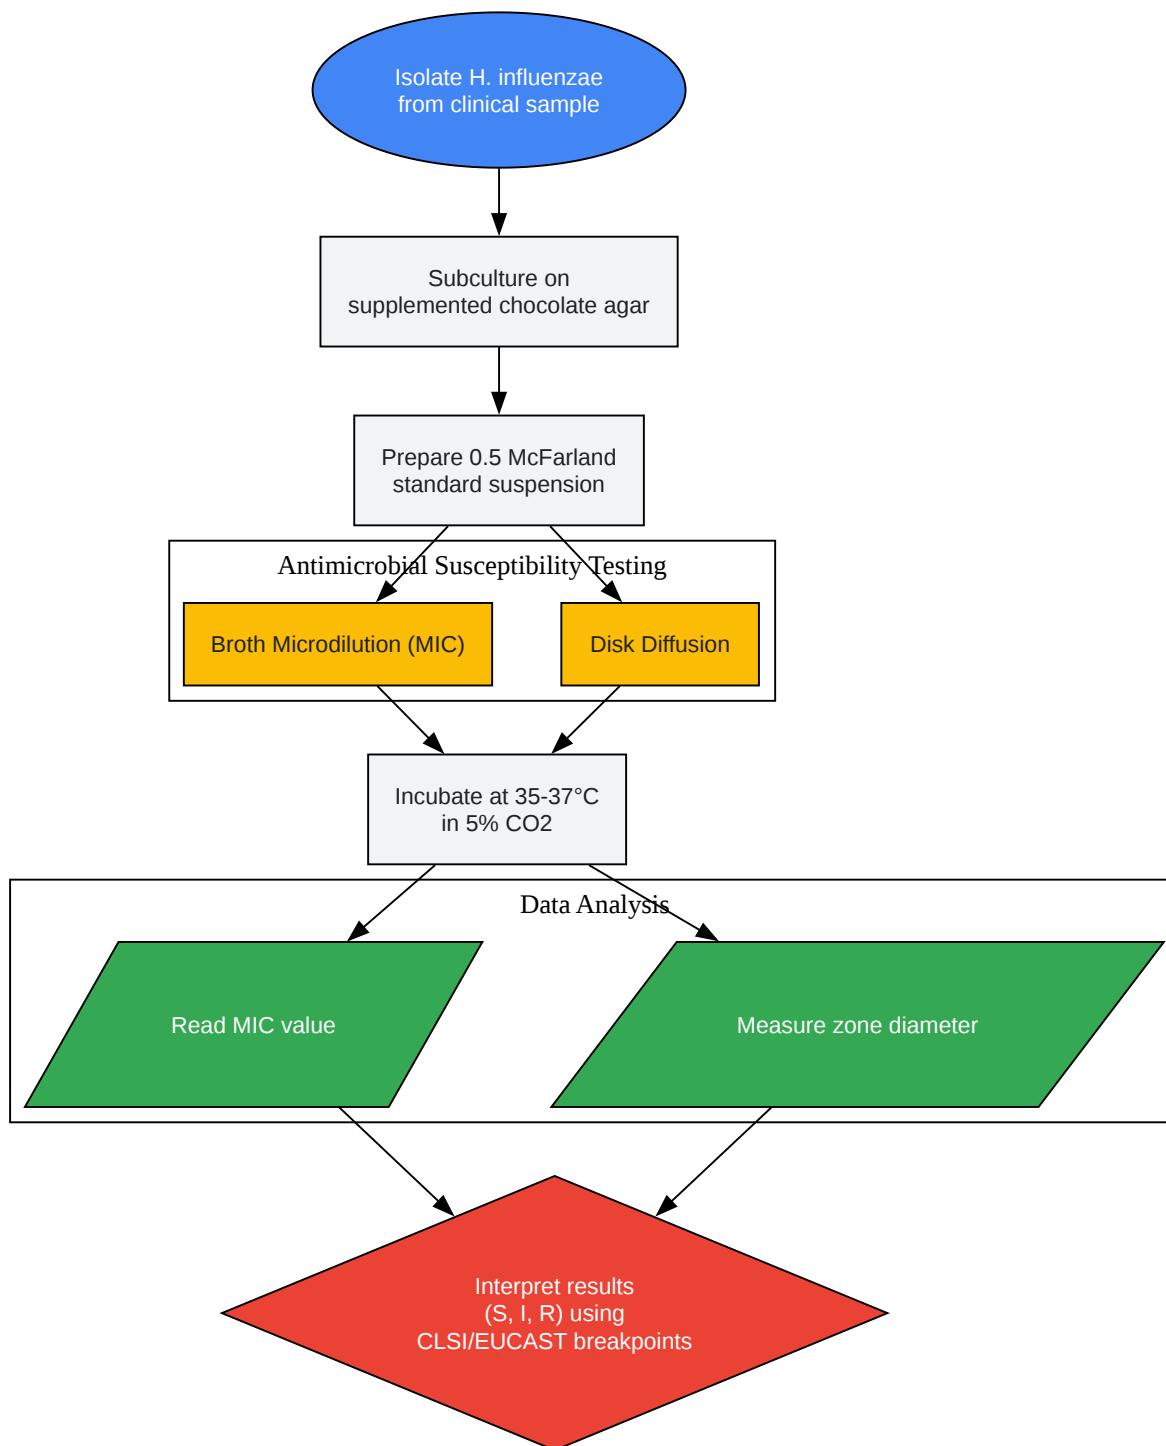 Isolate H. influenzae
from clinical sample
Subculture on
supplemented chocolate agar
Prepare 0.5 McFarland
standard suspension
Antimicrobial Susceptibility Testing
Broth Microdilution (MIC)
Disk Diffusion
Incubate at 35-37°C
in 5% CO2
Data Analysis
Read MIC value
Measure zone diameter
Interpret results
(S, I, R) using
CLSI/EUCAST breakpoints